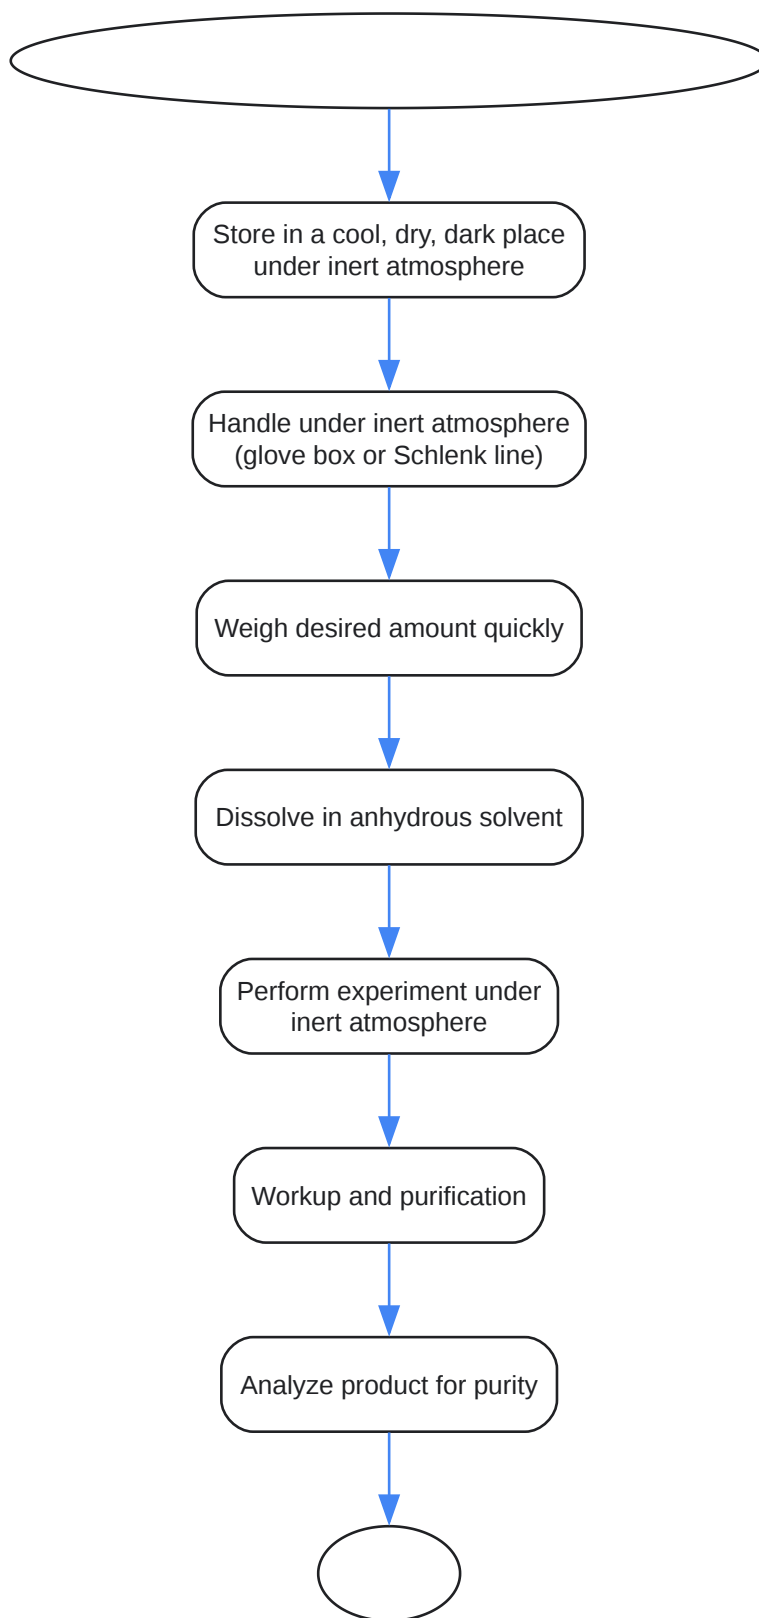 Store in a cool, dry, dark place
under inert atmosphere
Handle under inert atmosphere
(glove box or Schlenk line)
Weigh desired amount quickly
Dissolve in anhydrous solvent
Perform experiment under
inert atmosphere
Workup and purification
Analyze product for purity